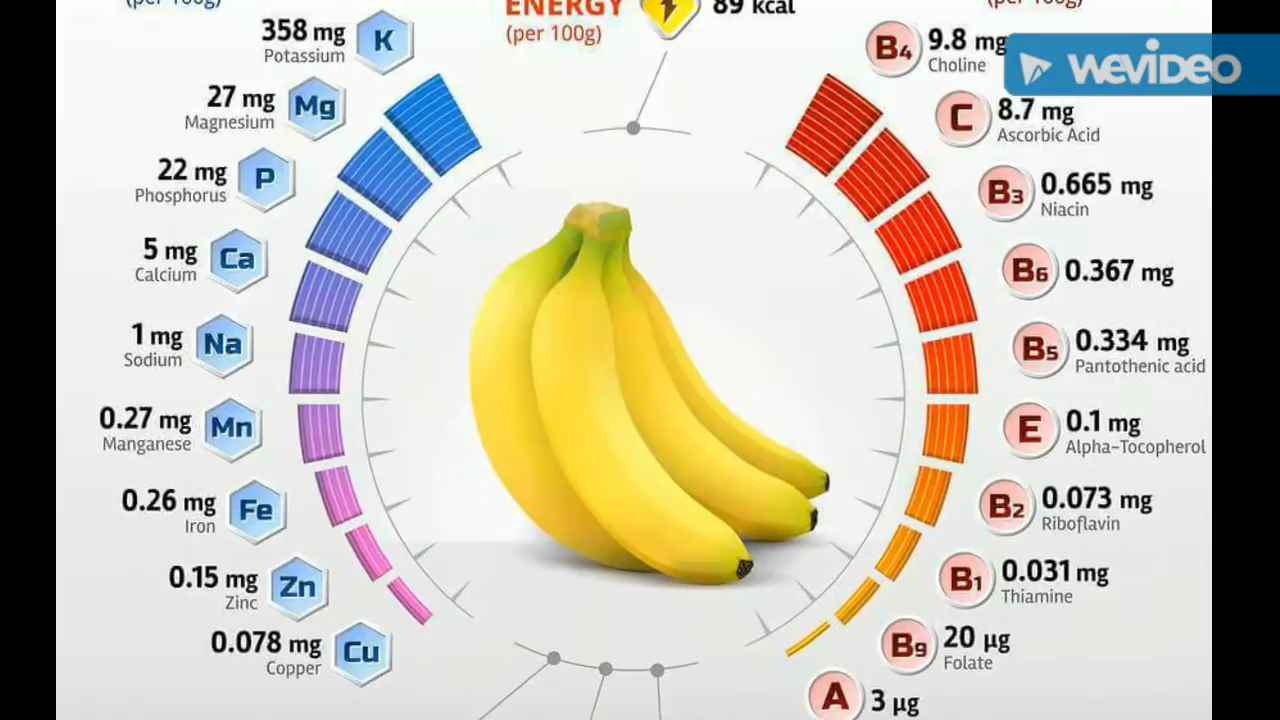 (per 100g)
ENERGY
(per 100g)
89 kcal
(per 100g)
358 mg
Potassium
K
27 mg
Magnesium
Mg
22 mg
Phosphorus
P
5 mg
Calcium
Ca
1 mg
Sodium
Na
0.27 mg
Manganese
Mn
0.26 mg
Iron
Fe
0.15 mg
Zinc
Zn
0.078 mg
Copper
Cu
B4
9.8 mg
Choline
WEVIDEO
C
8.7 mg
Ascorbic Acid
B3
0.665 mg
Niacin
B6
0.367 mg
B5
0.334 mg
Pantothenic acid
E
0.1 mg
Alpha-Tocopherol
B2
0.073 mg
Riboflavin
B1
0.031 mg
Thiamine
B9
20 µg
Folate
A
3 µg